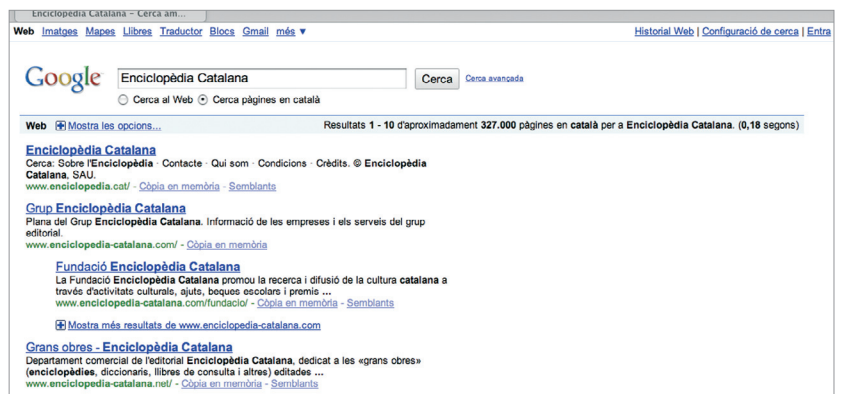 Enciclopèdia Catalana – Cerca am...
Web Imatges Mapes Llibres Traductor Blocs Gmail més ▼
Historial Web | Configuració de cerca | Entra
Google
Enciclopèdia Catalana
Cerca
Cerca avançada
Cerca al Web Cerca pàgines en català
Web Mostra les opcions...
Resultats 1 - 10 d'aproximadament 327.000 pàgines en català per a Enciclopèdia Catalana. (0,18 segons)
Enciclopèdia Catalana
Cerca: Sobre l'Enciclopèdia · Contacte · Qui som · Condicions · Crèdits. © Enciclopèdia
Catalana, SAU.
www.enciclopedia.cat/ - Còpia en memòria - Semblants
Grup Enciclopèdia Catalana
Plana del Grup Enciclopèdia Catalana. Informació de les empreses i els serveis del grup
editorial.
www.enciclopedia-catalana.com/ - Còpia en memòria
Fundació Enciclopèdia Catalana
La Fundació Enciclopèdia Catalana promou la recerca i difusió de la cultura catalana a
través d'activitats culturals, ajuts, beques escolars i premis ...
www.enciclopedia-catalana.com/fundacio/ - Còpia en memòria - Semblants
Mostra més resultats de www.enciclopedia-catalana.com
Grans obres - Enciclopèdia Catalana
Departament comercial de l'editorial Enciclopèdia Catalana, dedicat a les «grans obres»
(enciclopèdies, diccionaris, llibres de consulta i altres) editades ...
www.enciclopedia-catalana.net/ - Còpia en memòria - Semblants